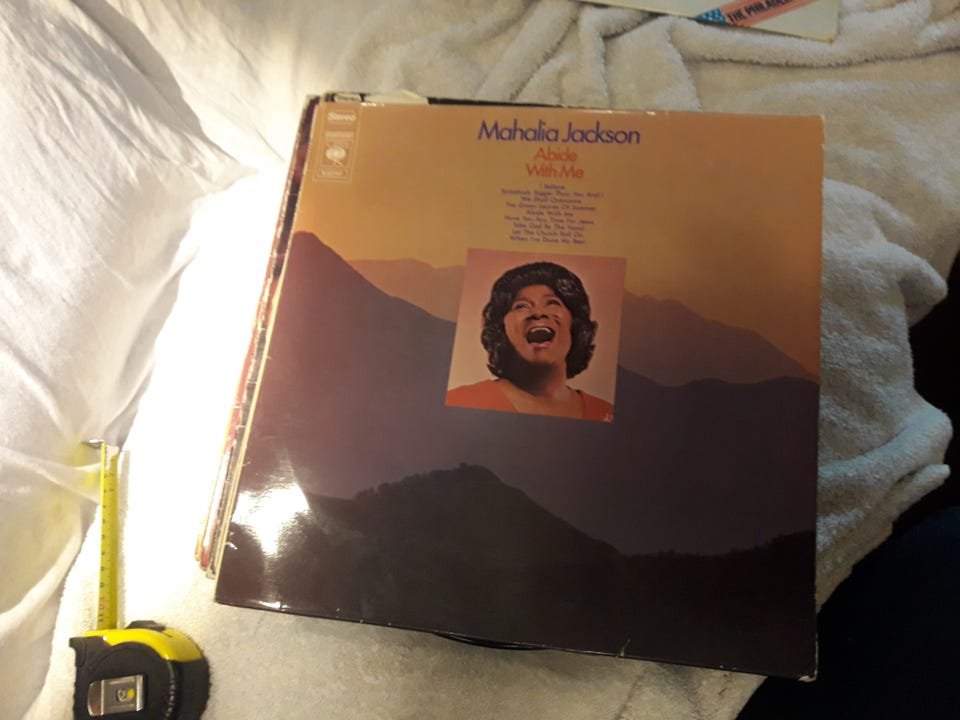 THE PHILADE
Stereo
Mahalia Jackson
Abide
With Me
I Believe
Somebody Bigger Than You And I
We Shall Overcome
The Green Leaves Of Summer
Abide With Me
Have You Any Time For Jesus
Take God By The Hand
Let The Church Roll On
When I've Done My Best